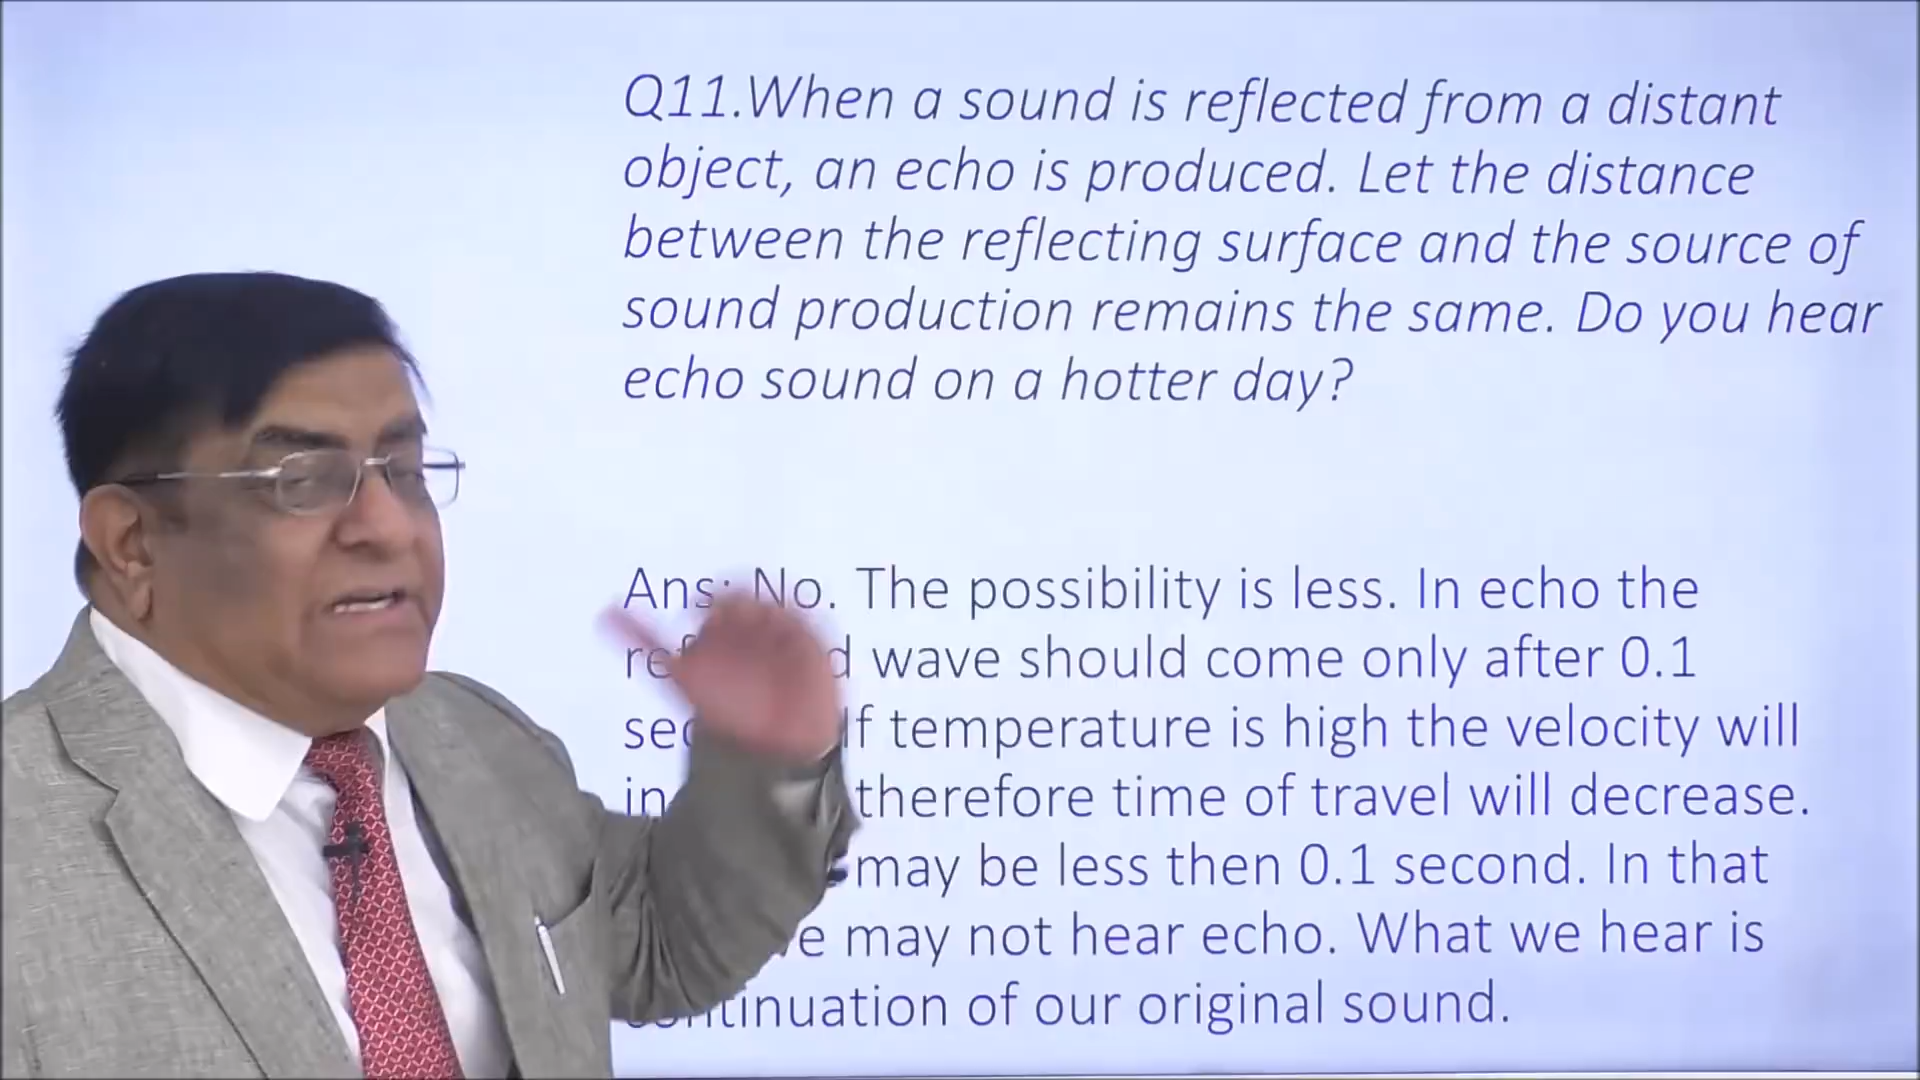 Q11.When a sound is reflected from a distant
object, an echo is produced. Let the distance
between the reflecting surface and the source of
sound production remains the same. Do you hear
echo sound on a hotter day?
Ans: No. The possibility is less. In echo the
wave should come only after 0.1
If temperature is high the velocity will
therefore time of travel will decrease.
may be less then 0.1 second. In that
may not hear echo. What we hear is
continuation of our original sound.